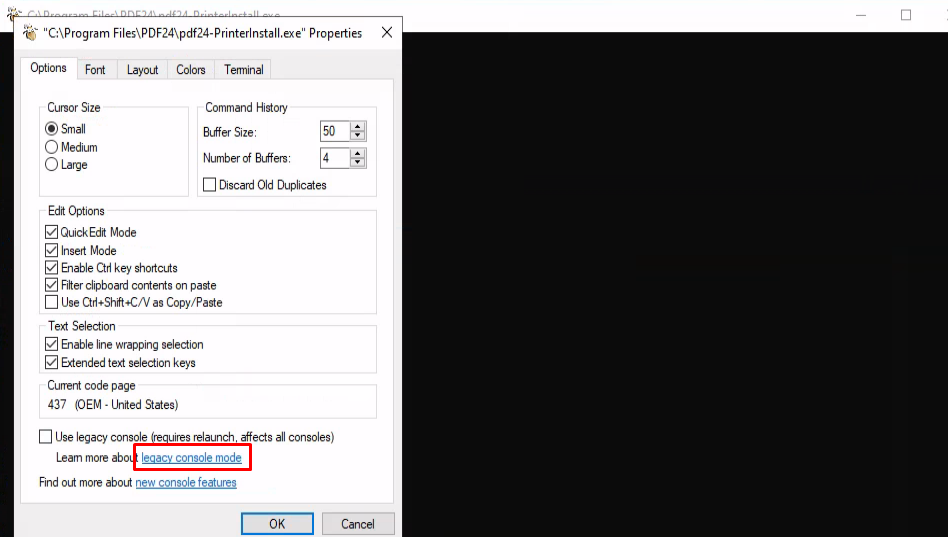 C:\Program Files\PDF24\pdf24-PrinterInstall.exe
"C:\Program Files\PDF24\pdf24-PrinterInstall.exe" Properties
Options Font Layout Colors Terminal
Cursor Size
Small
Medium
Large
Command History
Buffer Size: 50
Number of Buffers: 4
Discard Old Duplicates
Edit Options
QuickEdit Mode
Insert Mode
Enable Ctrl key shortcuts
Filter clipboard contents on paste
Use Ctrl+Shift+C/V as Copy/Paste
Text Selection
Enable line wrapping selection
Extended text selection keys
Current code page
437 (OEM - United States)
Use legacy console (requires relaunch, affects all consoles)
Learn more about legacy console mode
Find out more about new console features
OK Cancel